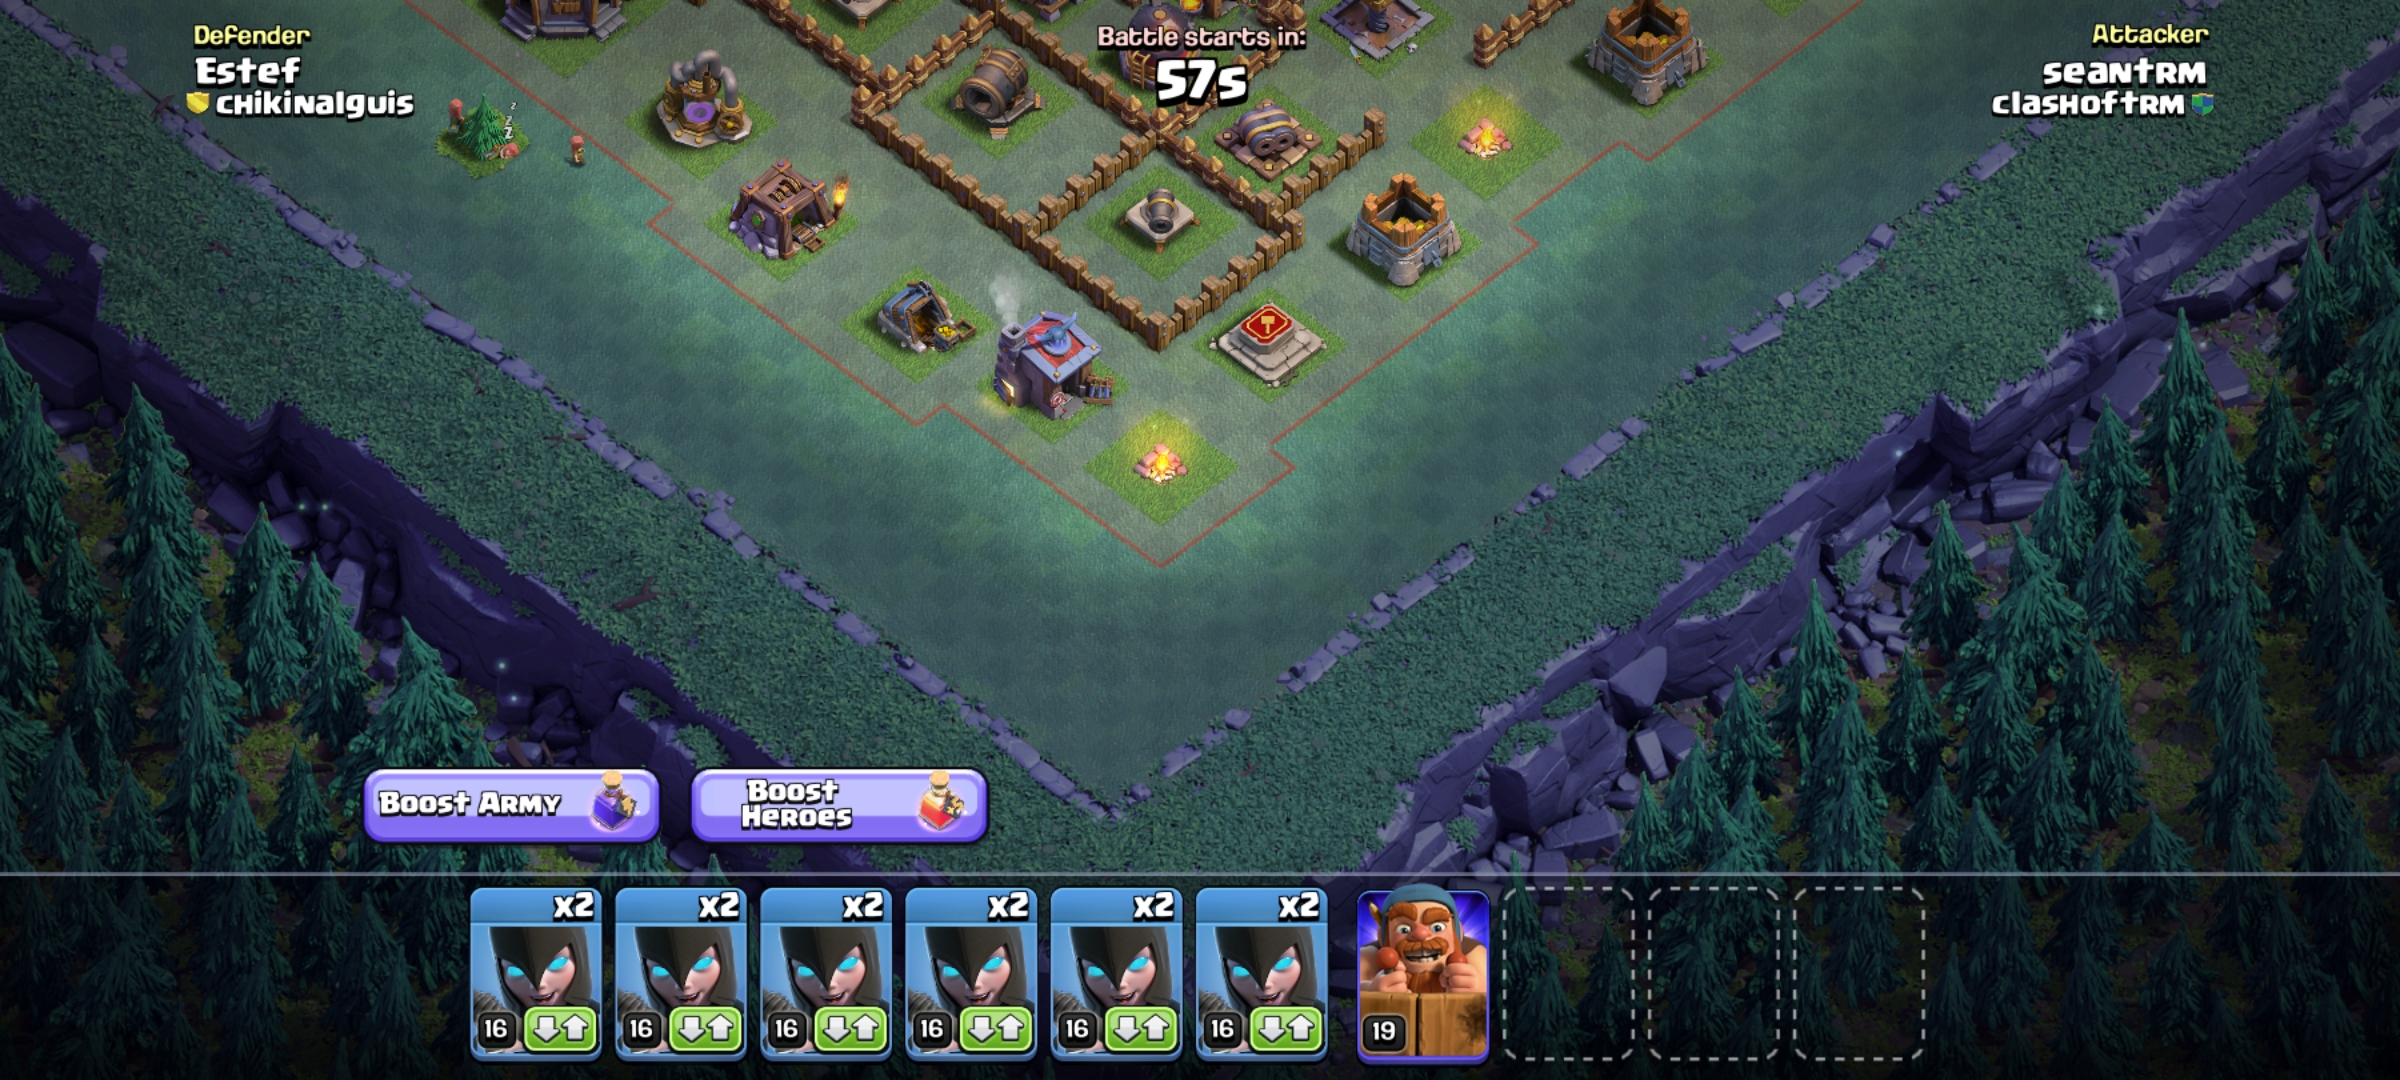 Defender
Estef
chikinalguis
Battle starts in:
57s
Attacker
seantRM
clashoftRM
z
z
z
Boost Army
Boost
Heroes
x2
x2
x2
x2
x2
x2
16
16
16
16
16
16
19